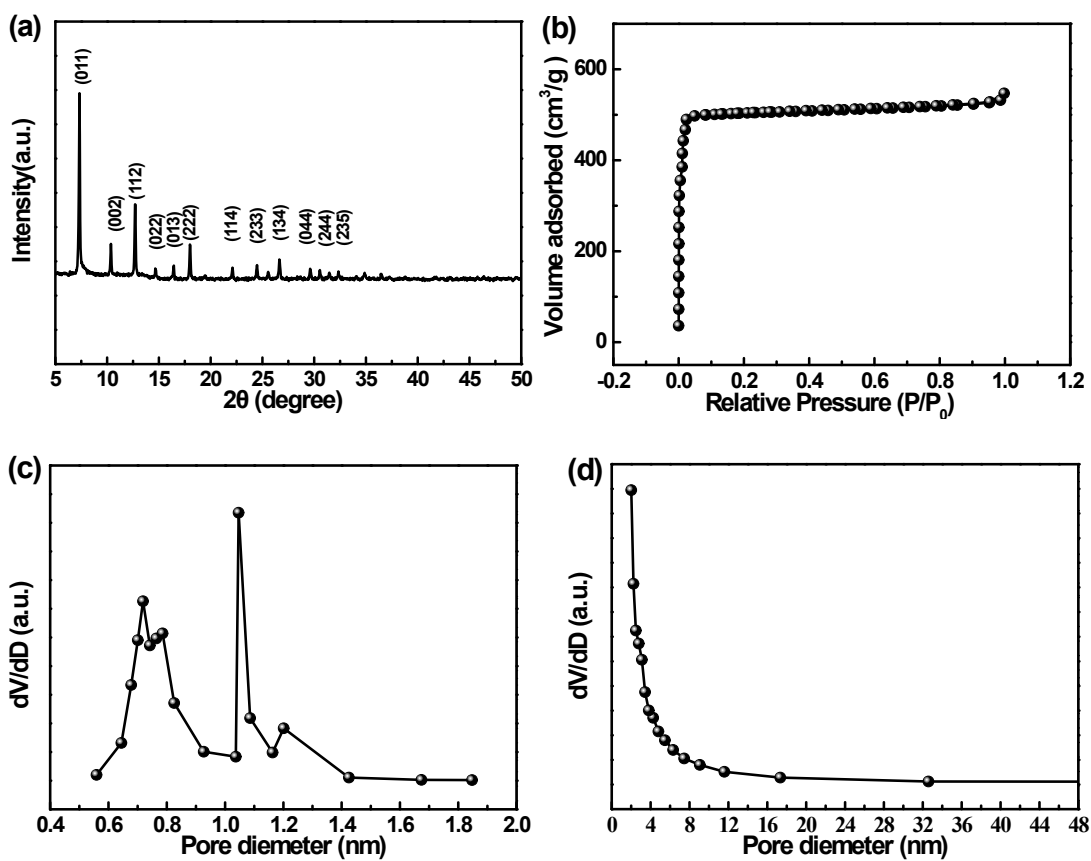 (a)
Intensity(a.u.)
(011)
(002)
(112)
(022)
(013)
(222)
(114)
(233)
(134)
(044)
(244)
(235)
5 10 15 20 25 30 35 40 45 50
2θ (degree)
(b)
Volume adsorbed (cm³/g)
600
400
200
0
-0.2 0.0 0.2 0.4 0.6 0.8 1.0 1.2
Relative Pressure (P/P₀)
(c)
dV/dD (a.u.)
0.4 0.6 0.8 1.0 1.2 1.4 1.6 1.8 2.0
Pore diemeter (nm)
(d)
dV/dD (a.u.)
0 4 8 12 16 20 24 28 32 36 40 44 48
Pore diemeter (nm)